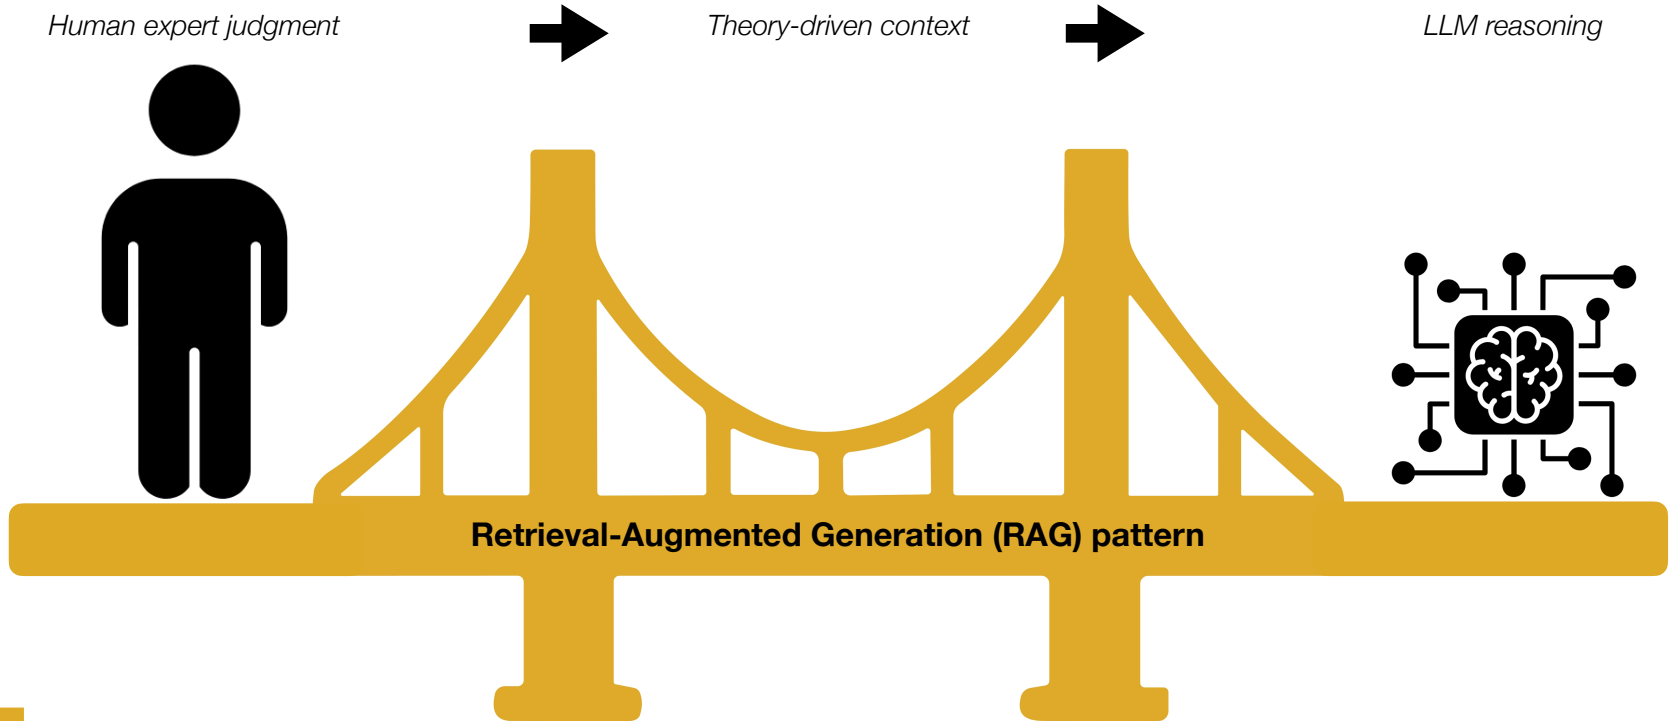 Human expert judgment
Theory-driven context
LLM reasoning
Retrieval-Augmented Generation (RAG) pattern